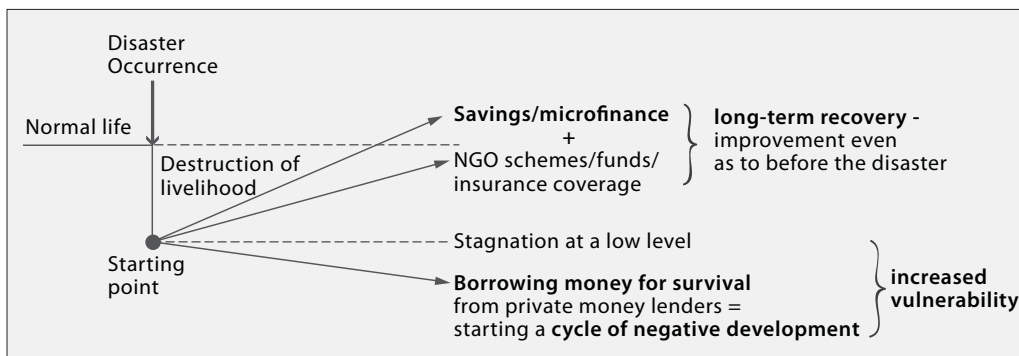 Disaster
Occurrence
Normal life
Destruction of
livelihood
Starting
point
Savings/microfinance
+
NGO schemes/funds/
insurance coverage
long-term recovery -
improvement even
as to before the disaster
Stagnation at a low level
Borrowing money for survival
from private money lenders =
starting a cycle of negative development
increased
vulnerability